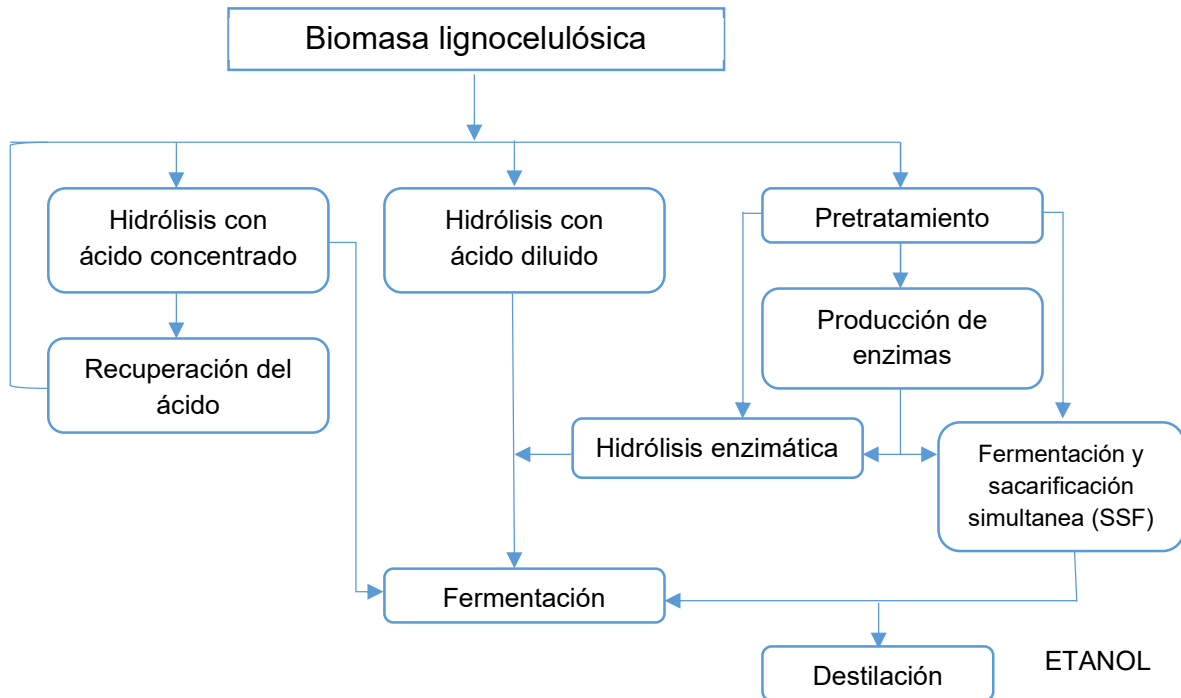 Biomasa lignocelulósica
Hidrólisis con
ácido concentrado
Hidrólisis con
ácido diluido
Pretratamiento
Producción de
enzimas
Recuperación del
ácido
Hidrólisis enzimática
Fermentación y
sacarificación
simultanea (SSF)
Fermentación
Destilación
ETANOL